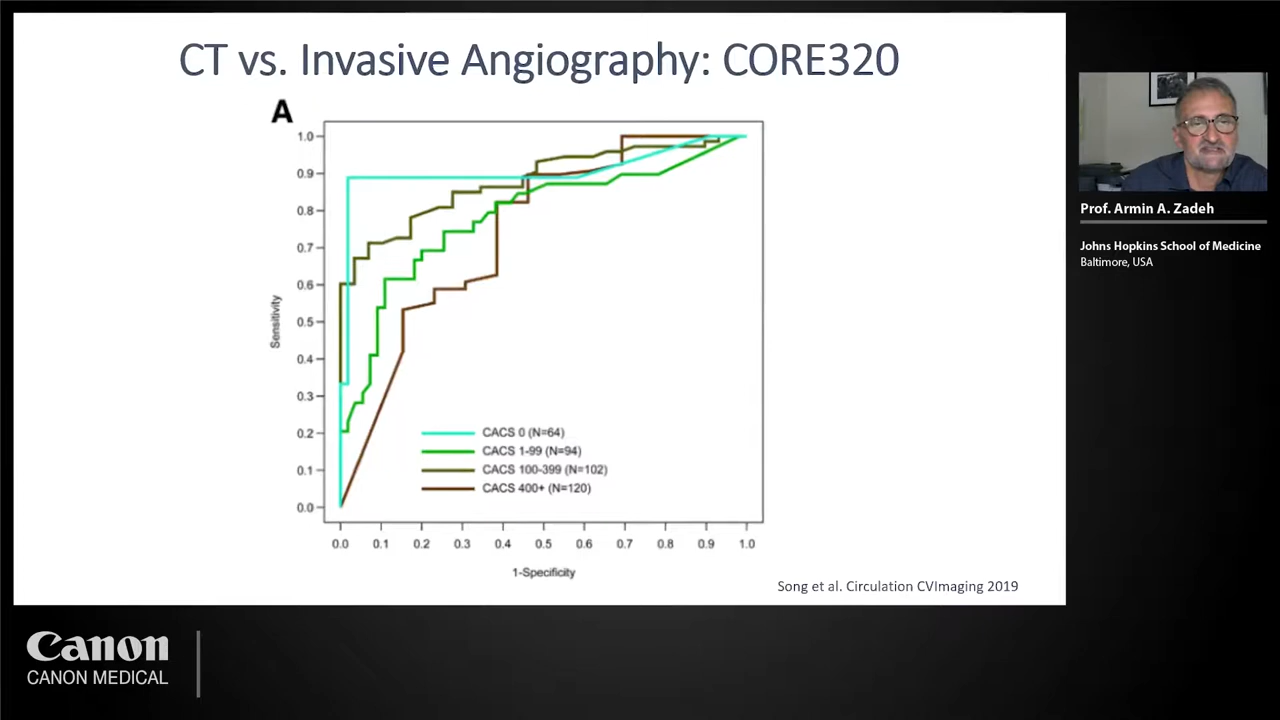 CT vs. Invasive Angiography: CORE320
A
1.0
0.9
0.8
0.7
0.6
0.5
0.4
0.3
0.2
0.1
0.0
Sensitivity
CACS 0 (N=64)
CACS 1-99 (N=94)
CACS 100-399 (N=102)
CACS 400+ (N=120)
0.0 0.1 0.2 0.3 0.4 0.5 0.6 0.7 0.8 0.9 1.0
1-Specificity
Song et al. Circulation CVImaging 2019
Prof. Armin A. Zadeh
Johns Hopkins School of Medicine
Baltimore, USA
Canon
CANON MEDICAL